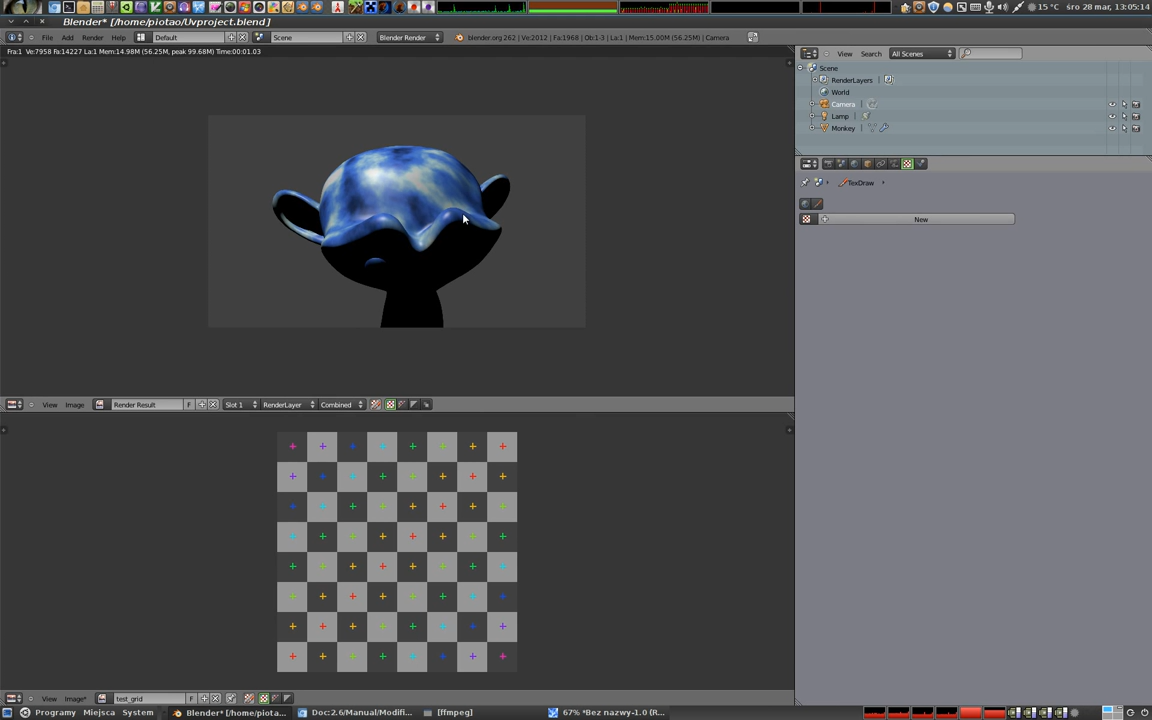 15 °C śro 28 mar, 13:05:14
Blender* [/home/piotao/Uvproject.blend]
File Add Render Help Default Scene Blender Render blender.org 262 | Ve:2012 | Fa:1968 | Ob:1-3 | La:1 | Mem:15.00M (56.25M) | Camera
Fra:1 Ve:7958 Fa:14227 La:1 Mem:14.98M (56.25M, peak 99.68M) Time:00:01.03
View Search All Scenes
Scene
RenderLayers |
World
Camera |
Lamp |
Monkey |
TexDraw
New
View Image Render Result F Slot 1 RenderLayer Combined
View Image* test_grid F
Programy Miejsca System Blender* [/home/piota... Doc:2.6/Manual/Modifi... [ffmpeg] 67% *Bez nazwy-1.0 (R...